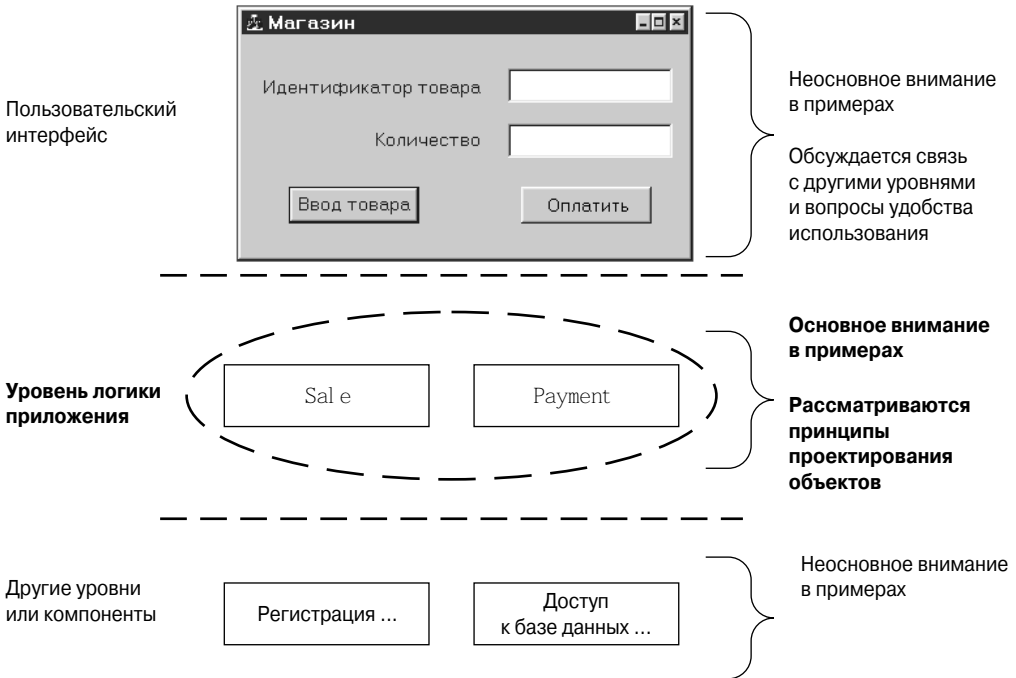 Магазин
Идентификатор товара
Количество
Ввод товара
Оплатить
Пользовательский
интерфейс
Неосновное внимание
в примерах
Обсуждается связь
с другими уровнями
и вопросы удобства
использования
Уровень логики
приложения
Sale
Payment
Основное внимание
в примерах
Рассматриваются
принципы
проектирования
объектов
Другие уровни
или компоненты
Регистрация ...
Доступ
к базе данных ...
Неосновное внимание
в примерах